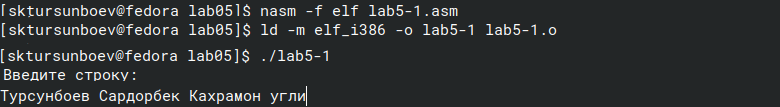 [sktursunboev@fedora lab05]$ nasm -f elf lab5-1.asm
[sktursunboev@fedora lab05]$ ld -m elf_i386 -o lab5-1 lab5-1.o
[sktursunboev@fedora lab05]$ ./lab5-1
Введите строку:
Турсунбоев Сардорбек Кахрамон угли